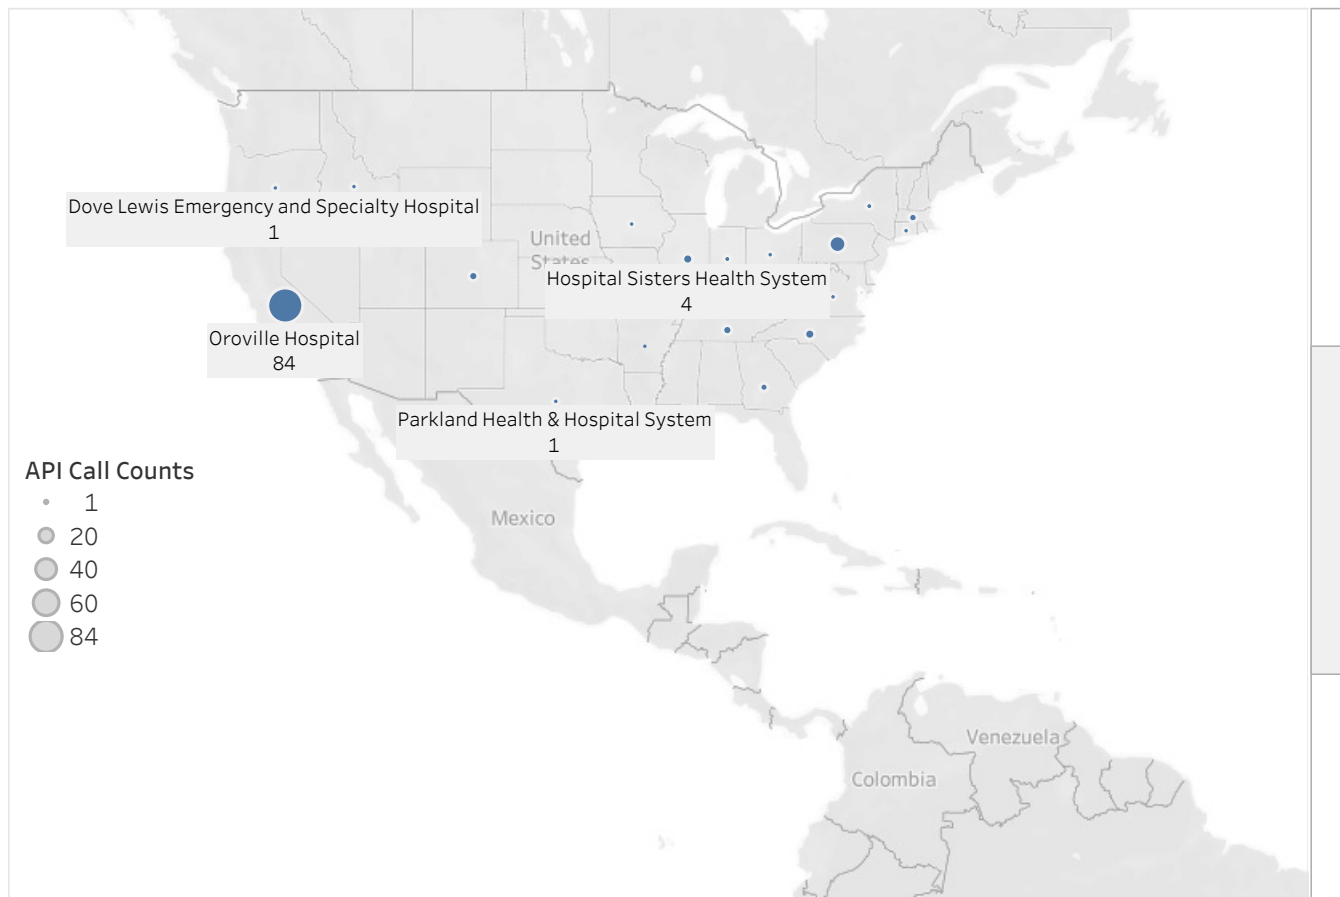 Dove Lewis Emergency and Specialty Hospital
1
United
States
Hospital Sisters Health System
4
Oroville Hospital
84
Parkland Health & Hospital System
1
API Call Counts
1
20
40
60
84
Mexico
Venezuela
Colombia